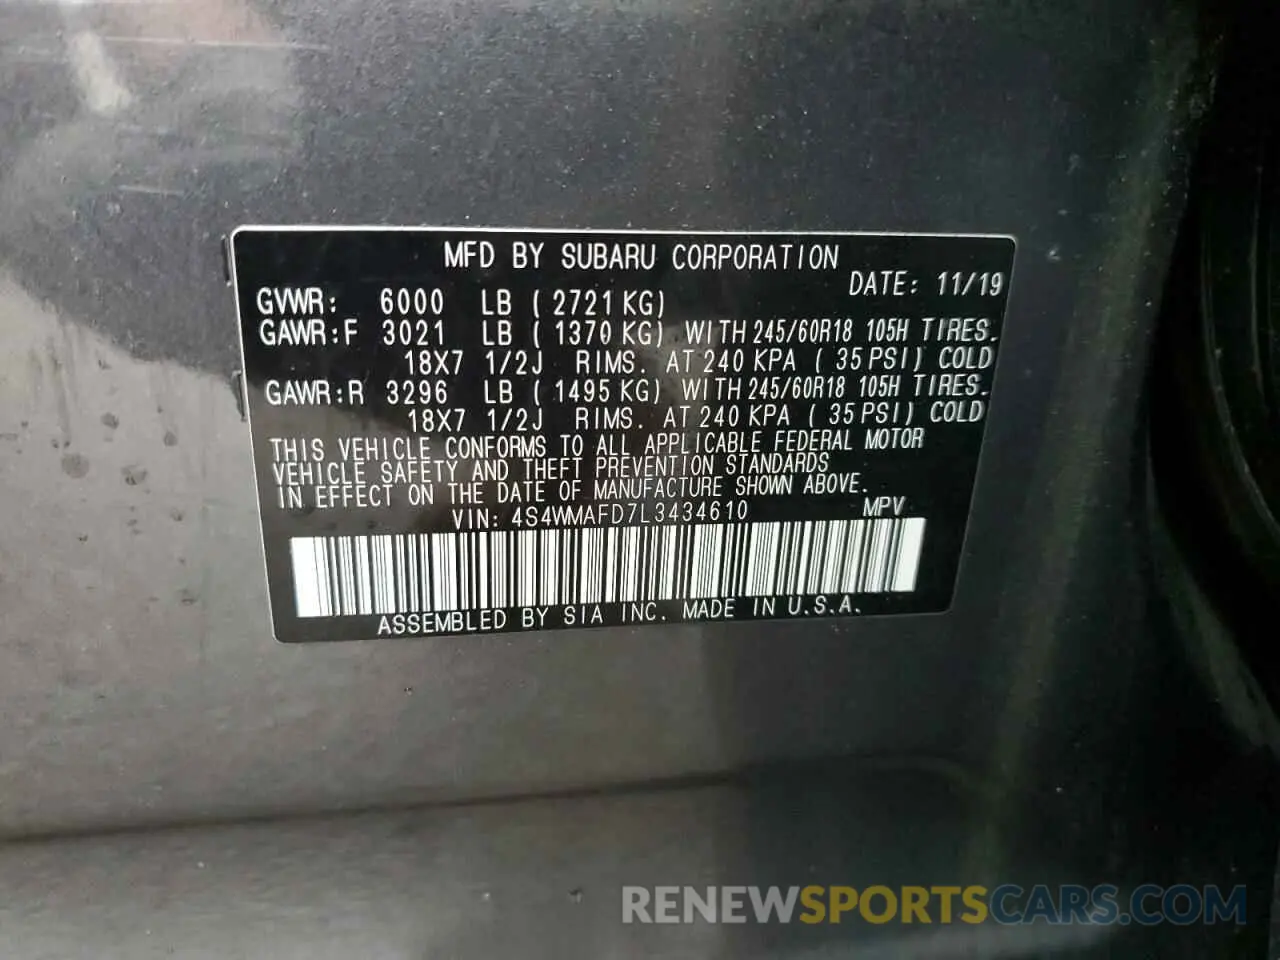 MFD BY SUBARU CORPORATION
DATE: 11/19
GVWR: 6000 LB ( 2721 KG)
GAWR:F 3021 LB ( 1370 KG) WITH 245/60R18 105H TIRES.
18X7 1/2J RIMS. AT 240 KPA ( 35 PSI) COLD
GAWR:R 3296 LB ( 1495 KG) WITH 245/60R18 105H TIRES.
18X7 1/2J RIMS. AT 240 KPA ( 35 PSI) COLD
THIS VEHICLE CONFORMS TO ALL APPLICABLE FEDERAL MOTOR
VEHICLE SAFETY AND THEFT PREVENTION STANDARDS
IN EFFECT ON THE DATE OF MANUFACTURE SHOWN ABOVE.
VIN: 4S4WMAFD7L3434610 MPV
ASSEMBLED BY SIA INC. MADE IN U.S.A.
RENEWSPORTSCARS.COM